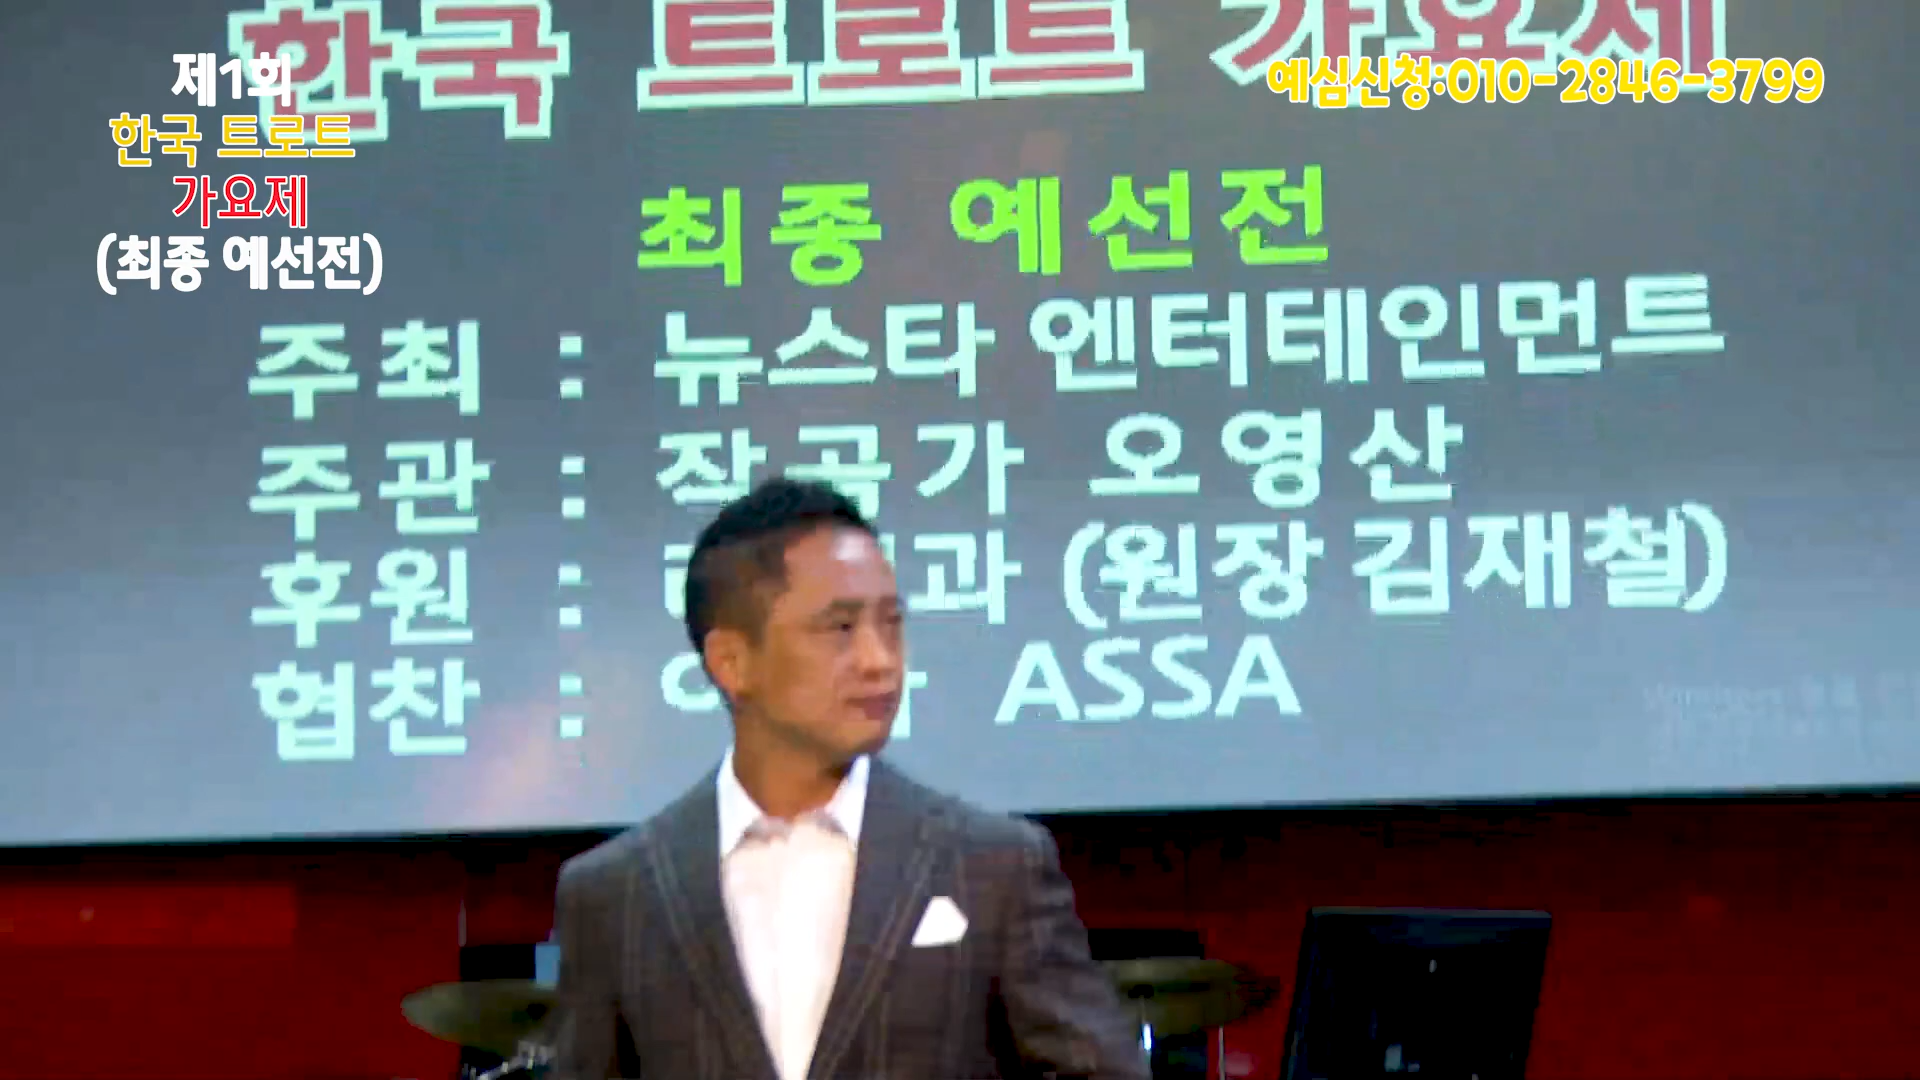 제1회
한국 트로트
가요제
(최종 예선전)
예심신청:010-2846-3799
한국 트로트 가요제
최종 예선전
주최 : 뉴스타 엔터테인먼트
주관 : 작곡가 오영산
후원 : (원장 김재철)
협찬 : ASSA